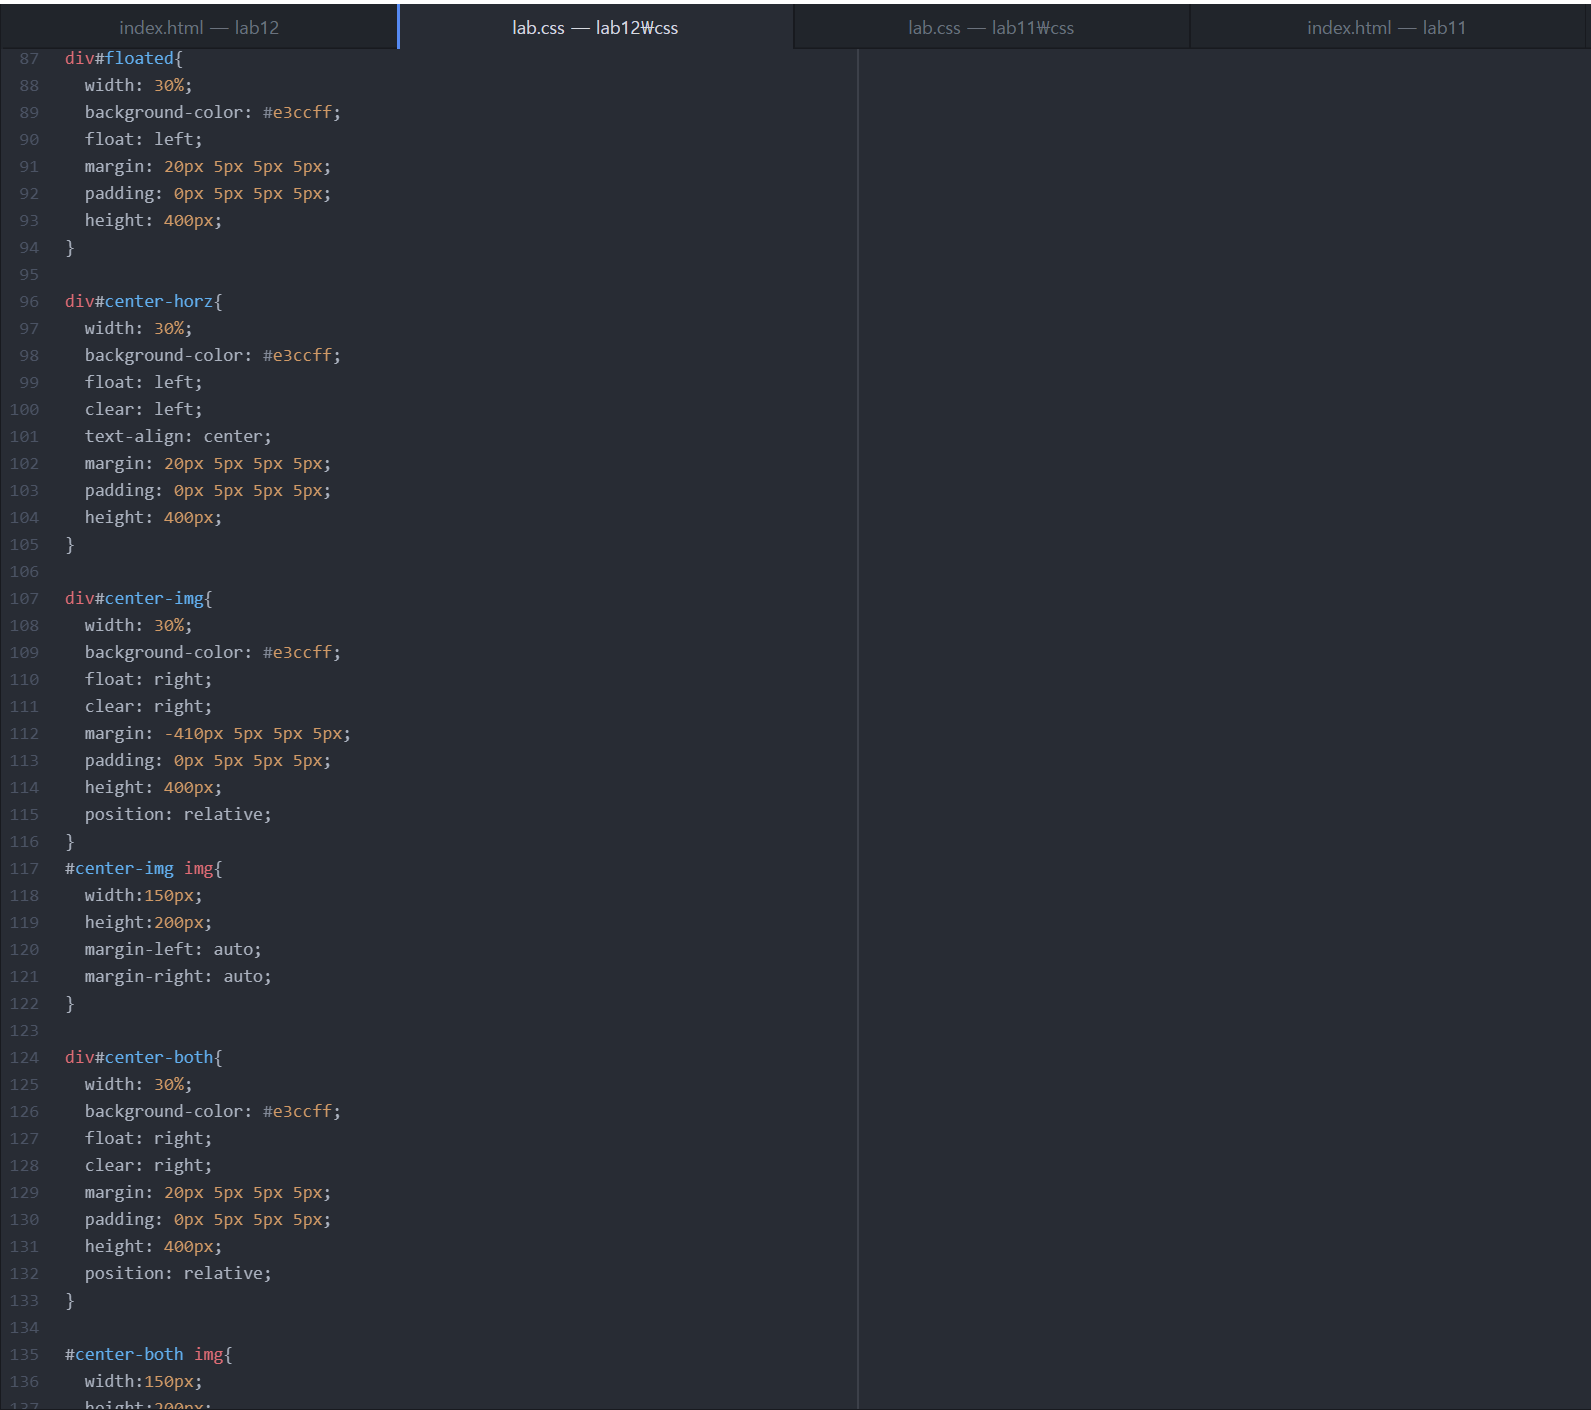 index.html — lab12
lab.css — lab12₩css
lab.css — lab11₩css
index.html — lab11
87 div#floated{
88 width: 30%;
89 background-color: #e3ccff;
90 float: left;
91 margin: 20px 5px 5px 5px;
92 padding: 0px 5px 5px 5px;
93 height: 400px;
94 }
95
96 div#center-horz{
97 width: 30%;
98 background-color: #e3ccff;
99 float: left;
100 clear: left;
101 text-align: center;
102 margin: 20px 5px 5px 5px;
103 padding: 0px 5px 5px 5px;
104 height: 400px;
105 }
106
107 div#center-img{
108 width: 30%;
109 background-color: #e3ccff;
110 float: right;
111 clear: right;
112 margin: -410px 5px 5px 5px;
113 padding: 0px 5px 5px 5px;
114 height: 400px;
115 position: relative;
116 }
117 #center-img img{
118 width:150px;
119 height:200px;
120 margin-left: auto;
121 margin-right: auto;
122 }
123
124 div#center-both{
125 width: 30%;
126 background-color: #e3ccff;
127 float: right;
128 clear: right;
129 margin: 20px 5px 5px 5px;
130 padding: 0px 5px 5px 5px;
131 height: 400px;
132 position: relative;
133 }
134
135 #center-both img{
136 width:150px;
137 height:200px;